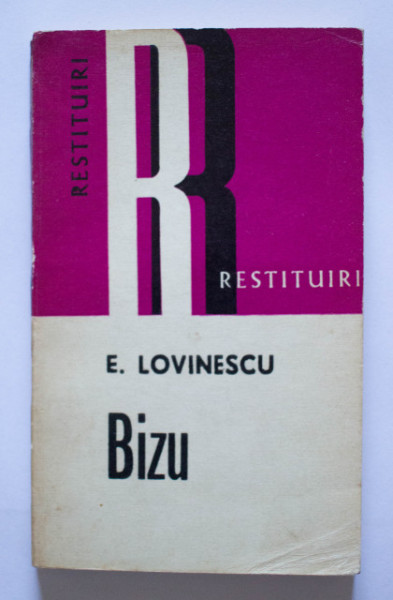 RESTITUIRI
R
RESTITUIRI
E. LOVINESCU
Bizu